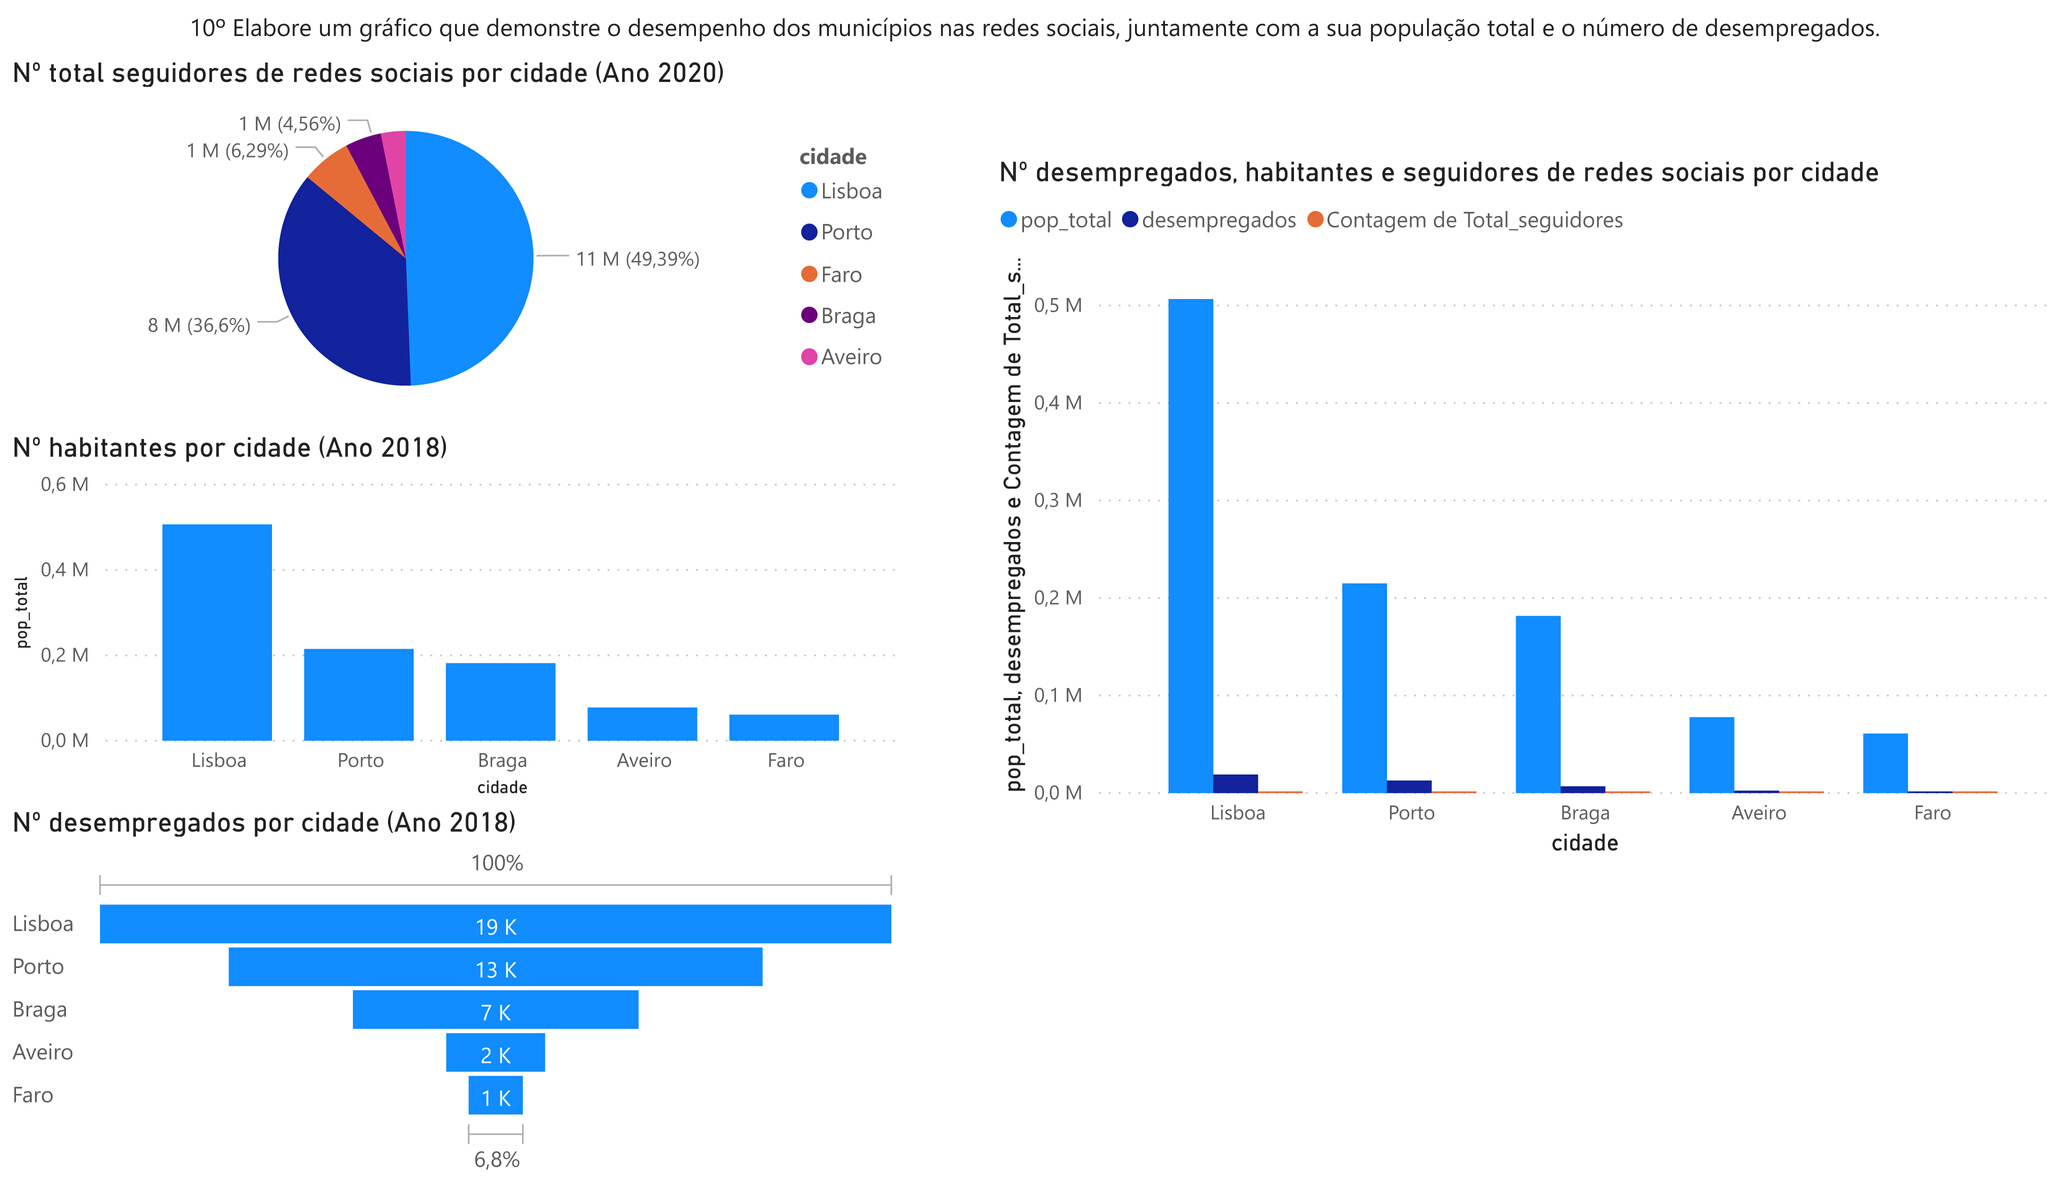 10º Elabore um gráfico que demonstre o desempenho dos municípios nas redes sociais, juntamente com a sua população total e o número de desempregados.
Nº total seguidores de redes sociais por cidade (Ano 2020)
1 M (4,56%)
1 M (6,29%)
8 M (36,6%)
11 M (49,39%)
cidade
Lisboa
Porto
Faro
Braga
Aveiro
Nº habitantes por cidade (Ano 2018)
pop_total
0,6 M
0,4 M
0,2 M
0,0 M
Lisboa Porto Braga Aveiro Faro
cidade
Nº desempregados por cidade (Ano 2018)
100%
Lisboa 19 K
Porto 13 K
Braga 7 K
Aveiro 2 K
Faro 1 K
6,8%
Nº desempregados, habitantes e seguidores de redes sociais por cidade
pop_total desempregados Contagem de Total_seguidores
pop_total, desempregados e Contagem de Total_s...
0,5 M
0,4 M
0,3 M
0,2 M
0,1 M
0,0 M
Lisboa Porto Braga Aveiro Faro
cidade